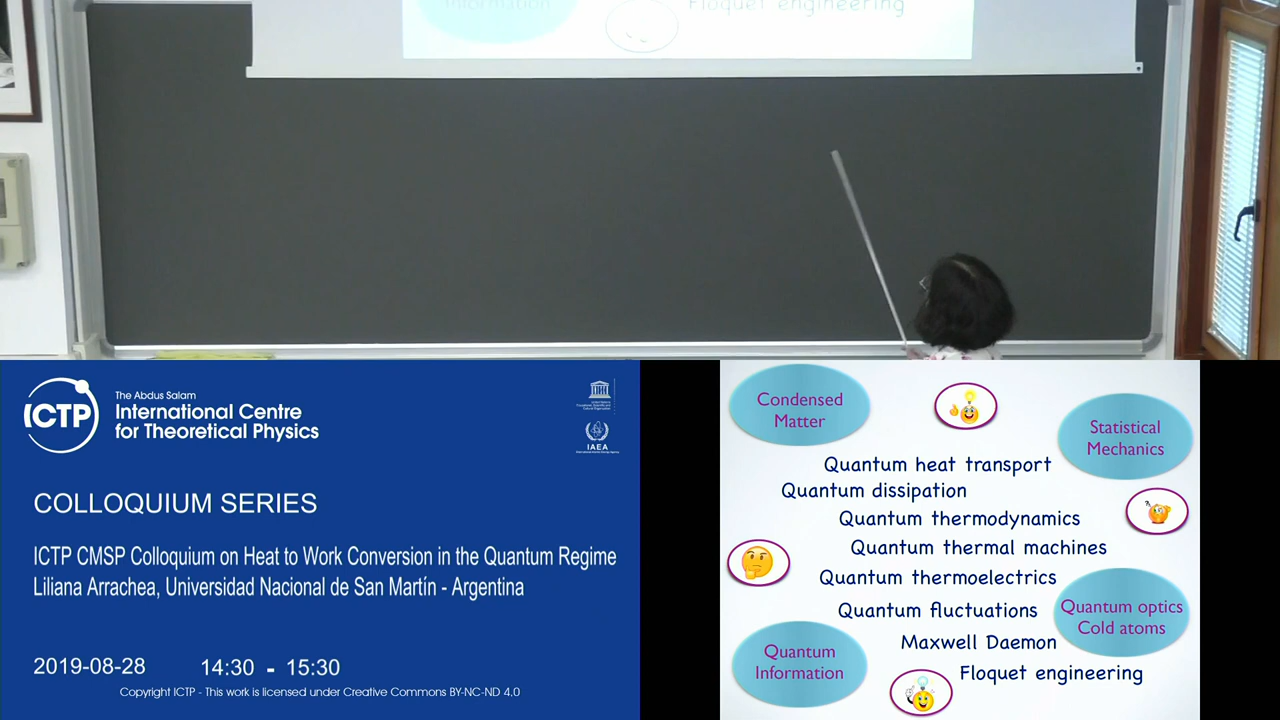 Information
Floquet engineering
ICTP
The Abdus Salam
International Centre
for Theoretical Physics
IAEA
COLLOQUIUM SERIES
ICTP CMSP Colloquium on Heat to Work Conversion in the Quantum Regime
Liliana Arrachea, Universidad Nacional de San Martín - Argentina
2019-08-28 14:30 - 15:30
Copyright ICTP - This work is licensed under Creative Commons BY-NC-ND 4.0
Condensed
Matter
Statistical
Mechanics
Quantum heat transport
Quantum dissipation
Quantum thermodynamics
Quantum thermal machines
Quantum thermoelectrics
Quantum fluctuations
Quantum optics
Cold atoms
Maxwell Daemon
Quantum
Information
Floquet engineering